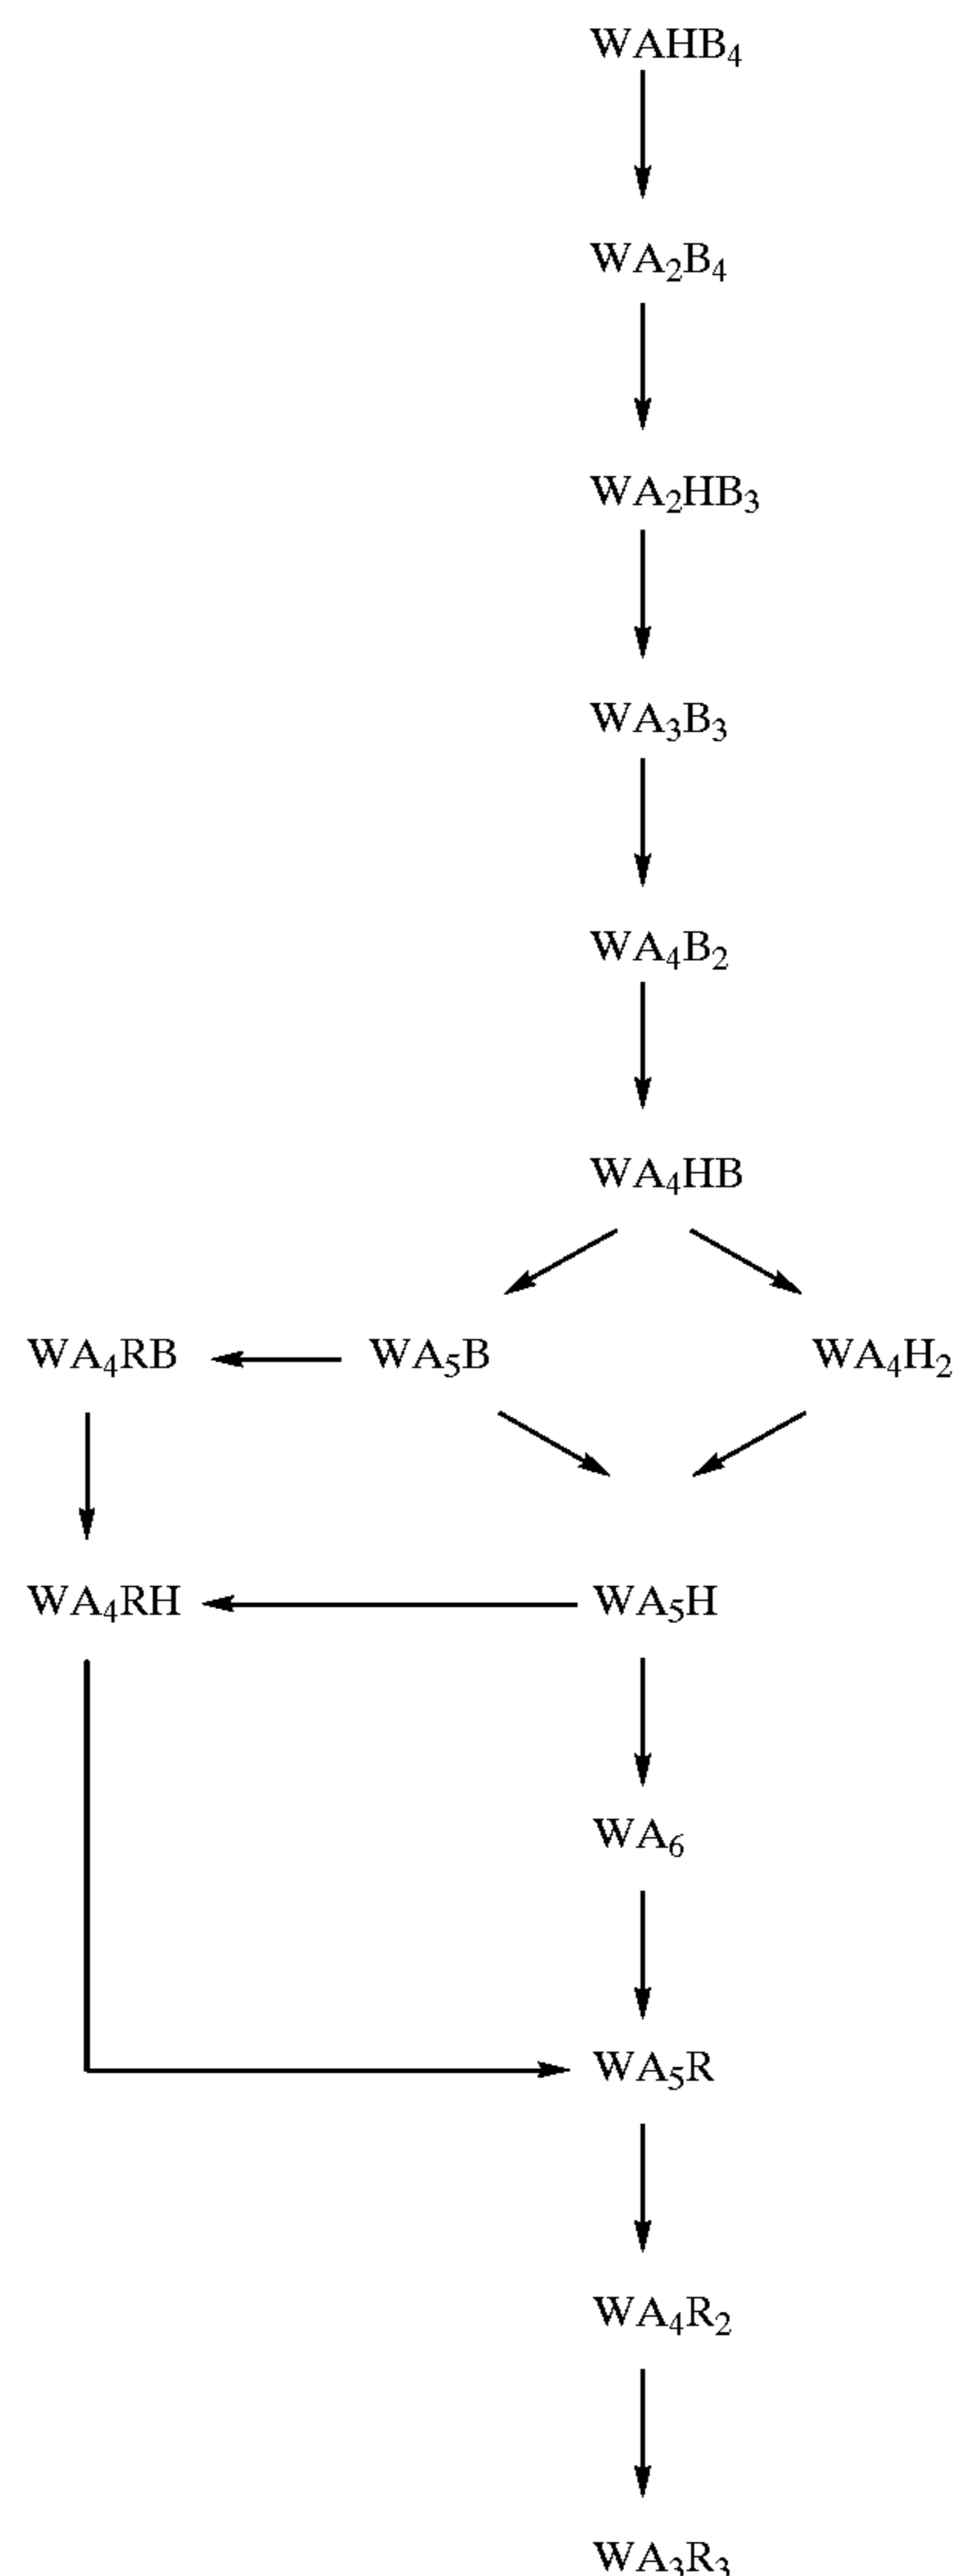 WAHB₄
WA₂B₄
WA₂HB₃
WA₃B₃
WA₄B₂
WA₄HB
WA₄RB WA₅B WA₄H₂
WA₄RH WA₅H
WA₆
WA₅R
WA₄R₂
WA₃R₃